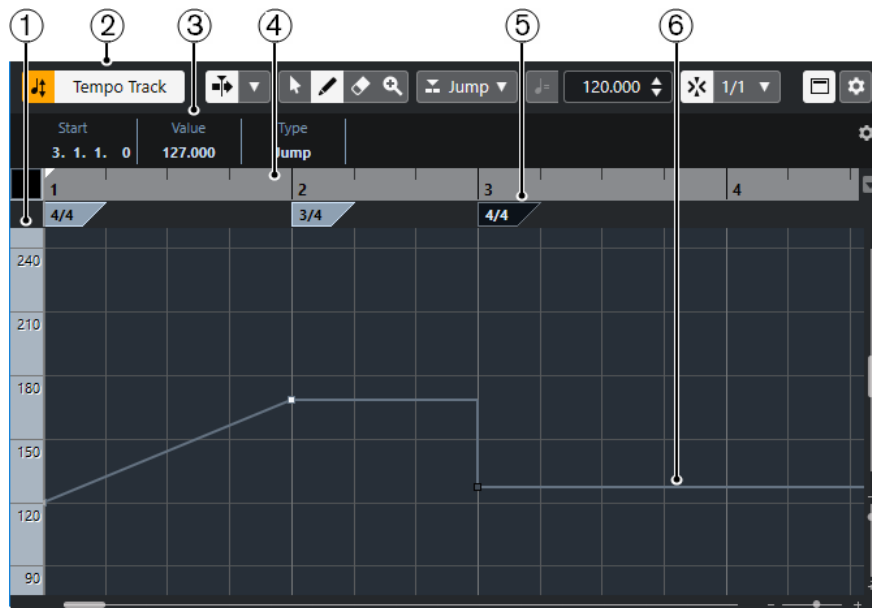 1 2 3 4 5 6
Tempo Track Jump 120.000 1/1
Start Value Type
3. 1. 1. 0 127.000 Jump
1 2 3 4
4/4 3/4 4/4
240
210
180
150
120
90